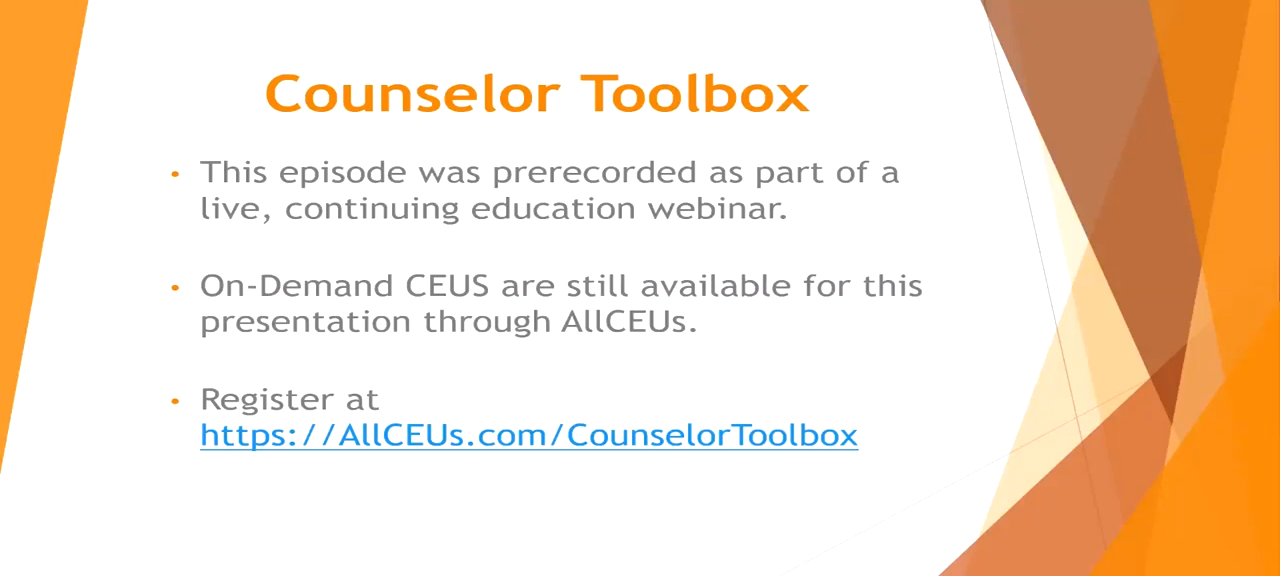 Counselor Toolbox
• This episode was prerecorded as part of a
live, continuing education webinar.
• On-Demand CEUS are still available for this
presentation through AllCEUs.
• Register at
https://AllCEUs.com/CounselorToolbox